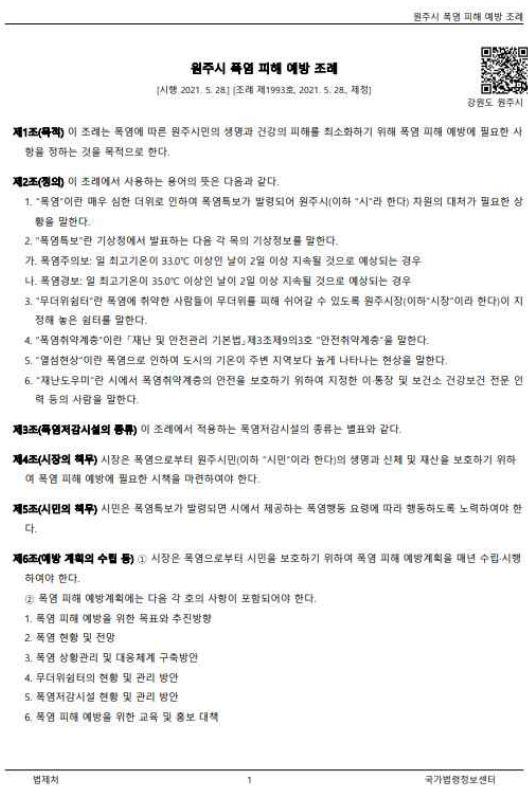 원주시 폭염 피해 예방 조례
원주시 폭염 피해 예방 조례
[시행 2021. 5. 28.] [조례 제1993호, 2021. 5. 28., 제정]
강원도 원주시
제1조(목적) 이 조례는 폭염에 따른 원주시민의 생명과 건강의 피해를 최소화하기 위해 폭염 피해 예방에 필요한 사
항을 정하는 것을 목적으로 한다.
제2조(정의) 이 조례에서 사용하는 용어의 뜻은 다음과 같다.
1. "폭염"이란 매우 심한 더위로 인하여 폭염특보가 발령되어 원주시(이하 "시"라 한다) 차원의 대처가 필요한 상
황을 말한다.
2. "폭염특보"란 기상청에서 발표하는 다음 각 목의 기상정보를 말한다.
가. 폭염주의보: 일 최고기온이 33.0℃ 이상인 날이 2일 이상 지속될 것으로 예상되는 경우
나. 폭염경보: 일 최고기온이 35.0℃ 이상인 날이 2일 이상 지속될 것으로 예상되는 경우
3. "무더위쉼터"란 폭염에 취약한 사람들이 무더위를 피해 쉬어갈 수 있도록 원주시장(이하"시장"이라 한다)이 지
정해 놓은 쉼터를 말한다.
4. "폭염취약계층"이란 「재난 및 안전관리 기본법」제3조제9의3호 "안전취약계층"을 말한다.
5. "열섬현상"이란 폭염으로 인하여 도시의 기온이 주변 지역보다 높게 나타나는 현상을 말한다.
6. "재난도우미"란 시에서 폭염취약계층의 안전을 보호하기 위하여 지정한 이·통장 및 보건소 건강보건 전문 인
력 등의 사람을 말한다.
제3조(폭염저감시설의 종류) 이 조례에서 적용하는 폭염저감시설의 종류는 별표와 같다.
제4조(시장의 책무) 시장은 폭염으로부터 원주시민(이하 "시민"이라 한다)의 생명과 신체 및 재산을 보호하기 위하
여 폭염 피해 예방에 필요한 시책을 마련하여야 한다.
제5조(시민의 책무) 시민은 폭염특보가 발령되면 시에서 제공하는 폭염행동 요령에 따라 행동하도록 노력하여야 한
다.
제6조(예방 계획의 수립 등) ① 시장은 폭염으로부터 시민을 보호하기 위하여 폭염 피해 예방계획을 매년 수립·시행
하여야 한다.
② 폭염 피해 예방계획에는 다음 각 호의 사항이 포함되어야 한다.
1. 폭염 피해 예방을 위한 목표와 추진방향
2. 폭염 현황 및 전망
3. 폭염 상황관리 및 대응체계 구축방안
4. 무더위쉼터의 현황 및 관리 방안
5. 폭염저감시설 현황 및 관리 방안
6. 폭염 피해 예방을 위한 교육 및 홍보 대책
법제처 1 국가법령정보센터